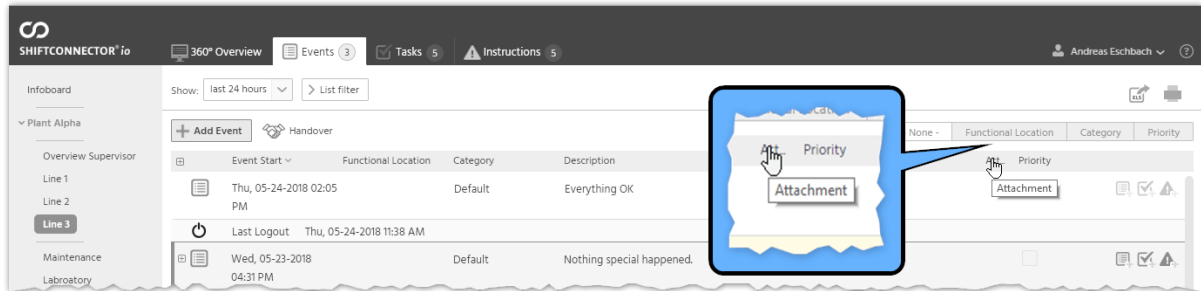 SHIFTCONNECTOR® io
360° Overview
Events 3
Tasks 5
Instructions 5
Andreas Eschbach
?
Infoboard
Plant Alpha
Overview Supervisor
Line 1
Line 2
Line 3
Maintenance
Labroatory
Show: last 24 hours
> List filter
XLS
+ Add Event
Handover
None -
Functional Location
Category
Priority
Event Start
Functional Location
Category
Description
Att...
Priority
Attachment
Thu, 05-24-2018 02:05
PM
Default
Everything OK
Last Logout Thu, 05-24-2018 11:38 AM
Wed, 05-23-2018
04:31 PM
Default
Nothing special happened.
Att...
Priority
Attachment